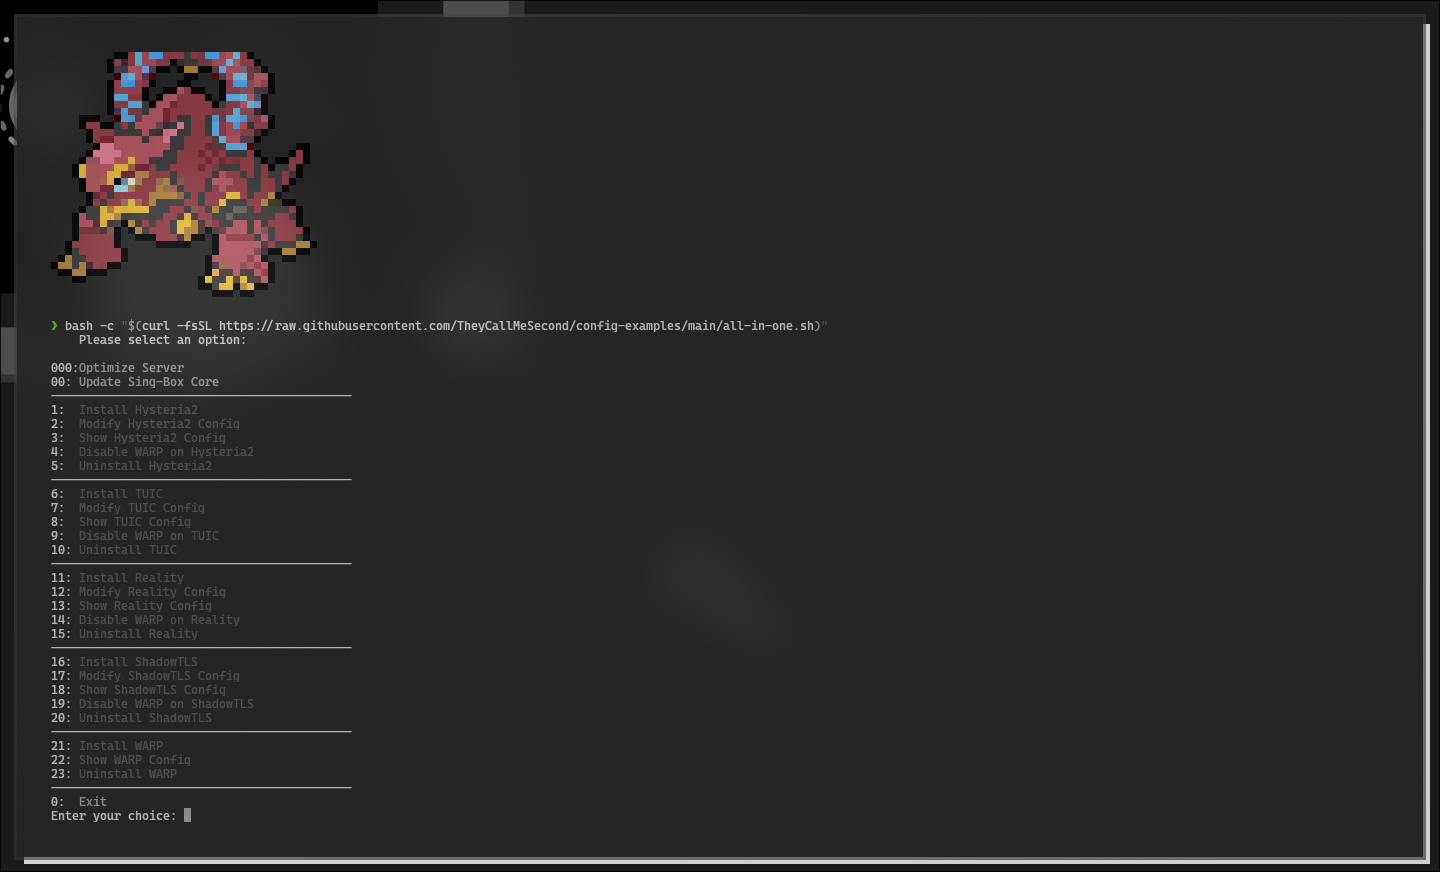 ❯ bash -c "$(curl -fsSL https://raw.githubusercontent.com/TheyCallMeSecond/config-examples/main/all-in-one.sh)"
Please select an option:
000:Optimize Server
00: Update Sing-Box Core
1: Install Hysteria2
2: Modify Hysteria2 Config
3: Show Hysteria2 Config
4: Disable WARP on Hysteria2
5: Uninstall Hysteria2
6: Install TUIC
7: Modify TUIC Config
8: Show TUIC Config
9: Disable WARP on TUIC
10: Uninstall TUIC
11: Install Reality
12: Modify Reality Config
13: Show Reality Config
14: Disable WARP on Reality
15: Uninstall Reality
16: Install ShadowTLS
17: Modify ShadowTLS Config
18: Show ShadowTLS Config
19: Disable WARP on ShadowTLS
20: Uninstall ShadowTLS
21: Install WARP
22: Show WARP Config
23: Uninstall WARP
0: Exit
Enter your choice: